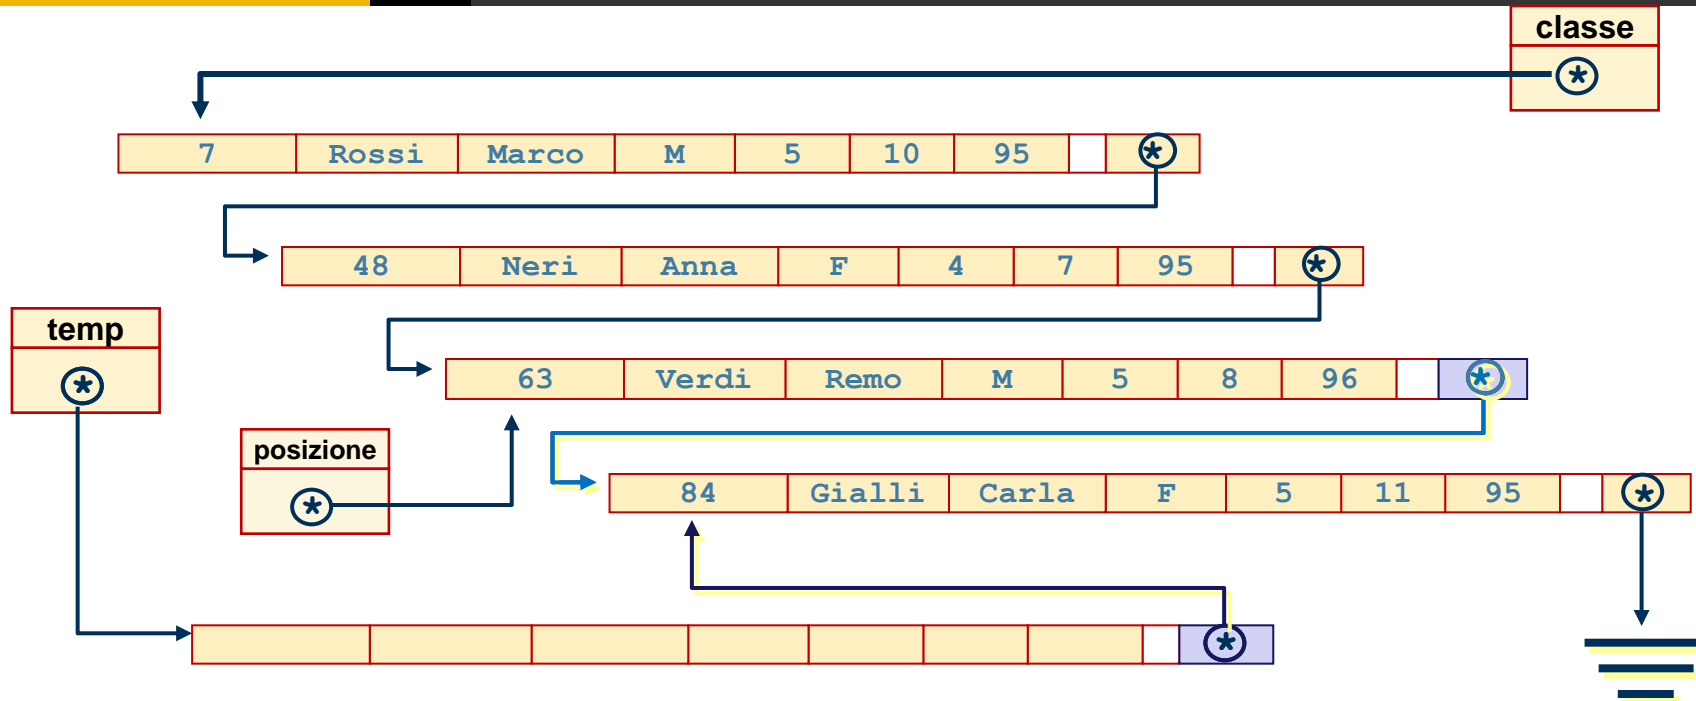 classe
*
7 Rossi Marco M 5 10 95 *
48 Neri Anna F 4 7 95 *
temp
*
63 Verdi Remo M 5 8 96 *
posizione
*
84 Gialli Carla F 5 11 95 *
*